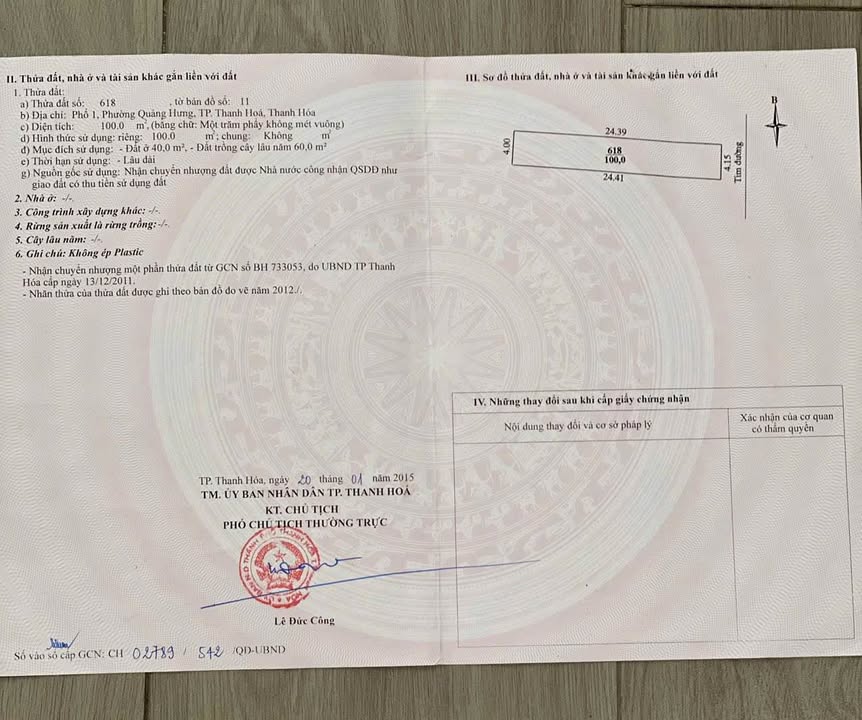 II. Thửa đất, nhà ở và tài sản khác gắn liền với đất
1. Thửa đất:
a) Thửa đất số: 618 , tờ bản đồ số: 11
b) Địa chỉ: Phố 1, Phường Quảng Hưng, TP. Thanh Hoá, Thanh Hóa
c) Diện tích: 100.0 m², (bằng chữ: Một trăm phẩy không mét vuông)
d) Hình thức sử dụng: riêng: 100.0 m²; chung: Không m²
đ) Mục đích sử dụng: - Đất ở 40,0 m², - Đất trồng cây lâu năm 60,0 m²
e) Thời hạn sử dụng: - Lâu dài
g) Nguồn gốc sử dụng: Nhận chuyển nhượng đất được Nhà nước công nhận QSDĐ như
giao đất có thu tiền sử dụng đất
2. Nhà ở: -/-.
3. Công trình xây dựng khác: -/-.
4. Rừng sản xuất là rừng trồng:-/-.
5. Cây lâu năm: -/-.
6. Ghi chú: Không ép Plastic
- Nhận chuyển nhượng một phần thửa đất từ GCN số BH 733053, do UBND TP Thanh
Hóa cấp ngày 13/12/2011.
- Nhãn thửa của thửa đất được ghi theo bản đồ đo vẽ năm 2012./.
TP. Thanh Hóa, ngày 20 tháng 01 năm 2015
TM. ỦY BAN NHÂN DÂN TP. THANH HOÁ
KT. CHỦ TỊCH
PHÓ CHỦ TỊCH THƯỜNG TRỰC
Lê Đức Công
Số vào sổ cấp GCN: CH 02789 / 542 /QĐ-UBND
III. Sơ đồ thửa đất, nhà ở và tài sản khác gắn liền với đất
B
24.39
4.00
618
100,0
4.15
Tim đường
24.41
IV. Những thay đổi sau khi cấp giấy chứng nhận
Nội dung thay đổi và cơ sở pháp lý
Xác nhận của cơ quan
có thẩm quyền